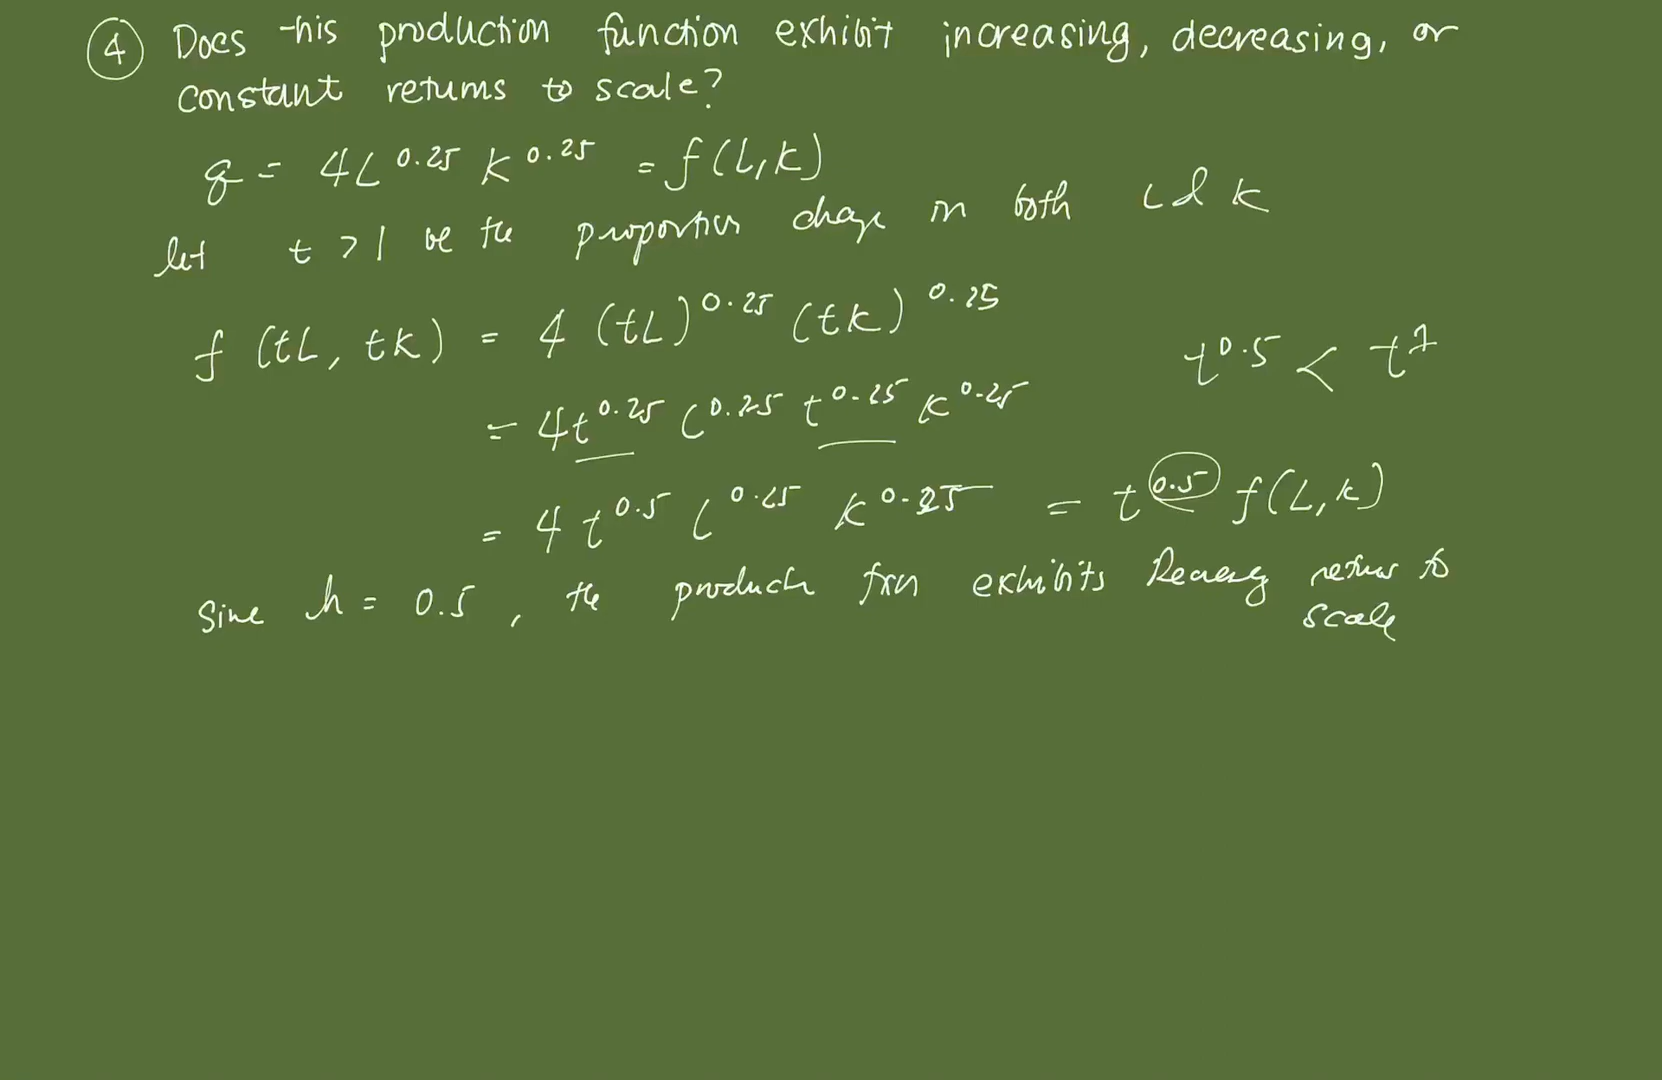 ④ Does this production function exhibit increasing, decreasing, or
constant returns to scale?
q = 4L^0.25 K^0.25 = f(L,K)
let t > 1 be the proportion change in both L & K
f (tL, tK) = 4 (tL)^0.25 (tK)^0.25
t^0.5 < t^1
= 4t^0.25 L^0.25 t^0.25 K^0.25
= 4 t^0.5 L^0.25 K^0.25 = t^0.5 f(L,K)
Since h = 0.5, the production fxn exhibits Decreasing returns to
scale